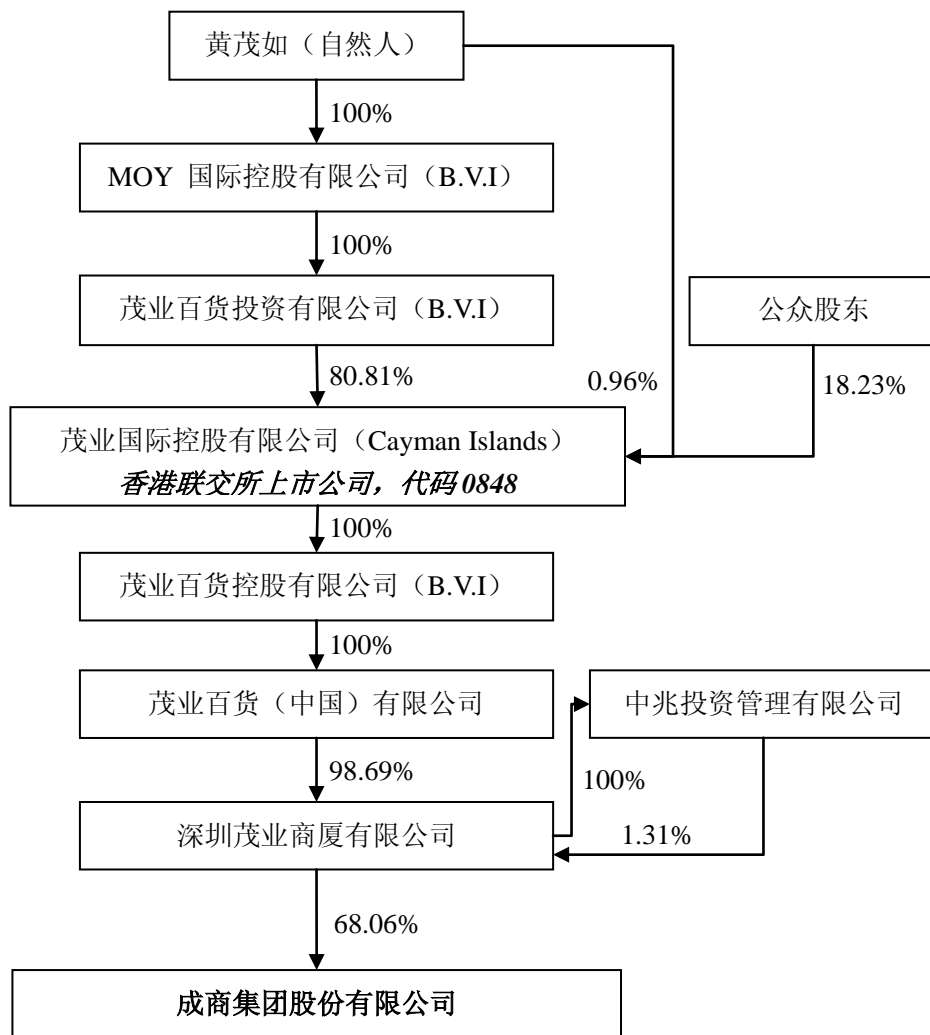 黄茂如（自然人）
100%
MOY 国际控股有限公司（B.V.I）
100%
茂业百货投资有限公司（B.V.I）
公众股东
80.81%
0.96%
18.23%
茂业国际控股有限公司（Cayman Islands）
香港联交所上市公司，代码 0848
100%
茂业百货控股有限公司（B.V.I）
100%
茂业百货（中国）有限公司
中兆投资管理有限公司
98.69%
100%
深圳茂业商厦有限公司
1.31%
68.06%
成商集团股份有限公司